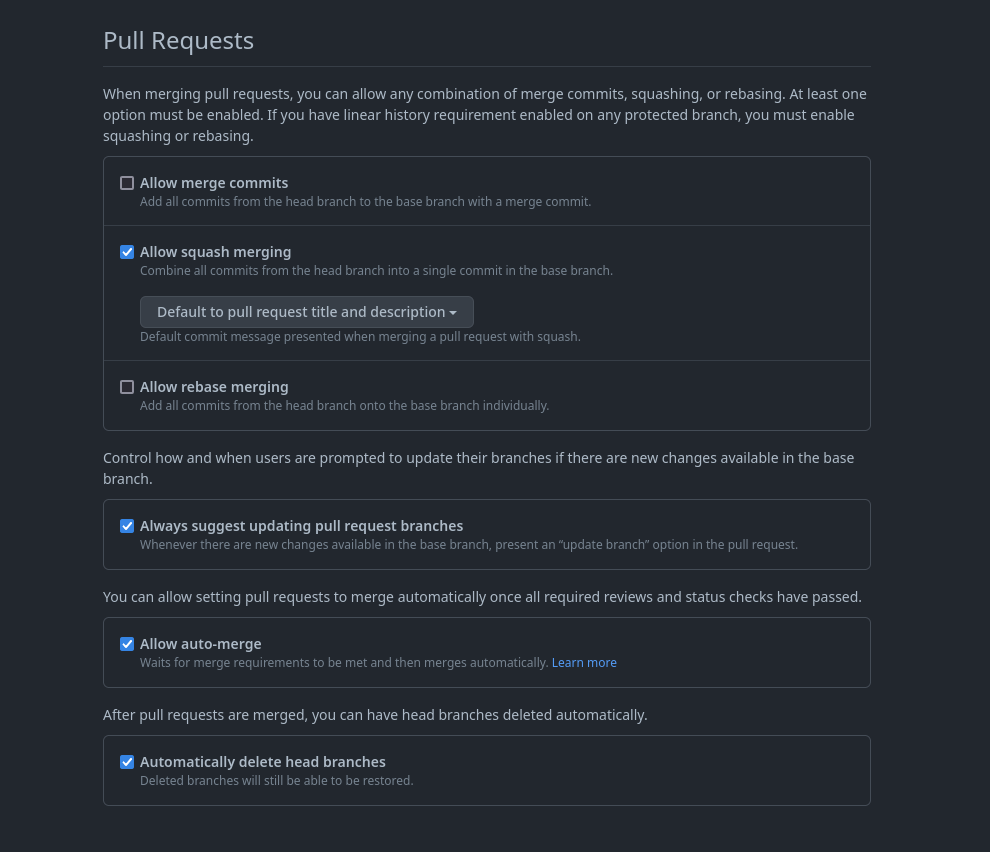 Pull Requests
When merging pull requests, you can allow any combination of merge commits, squashing, or rebasing. At least one
option must be enabled. If you have linear history requirement enabled on any protected branch, you must enable
squashing or rebasing.
Allow merge commits
Add all commits from the head branch to the base branch with a merge commit.
Allow squash merging
Combine all commits from the head branch into a single commit in the base branch.
Default to pull request title and description
Default commit message presented when merging a pull request with squash.
Allow rebase merging
Add all commits from the head branch onto the base branch individually.
Control how and when users are prompted to update their branches if there are new changes available in the base
branch.
Always suggest updating pull request branches
Whenever there are new changes available in the base branch, present an “update branch” option in the pull request.
You can allow setting pull requests to merge automatically once all required reviews and status checks have passed.
Allow auto-merge
Waits for merge requirements to be met and then merges automatically. Learn more
After pull requests are merged, you can have head branches deleted automatically.
Automatically delete head branches
Deleted branches will still be able to be restored.